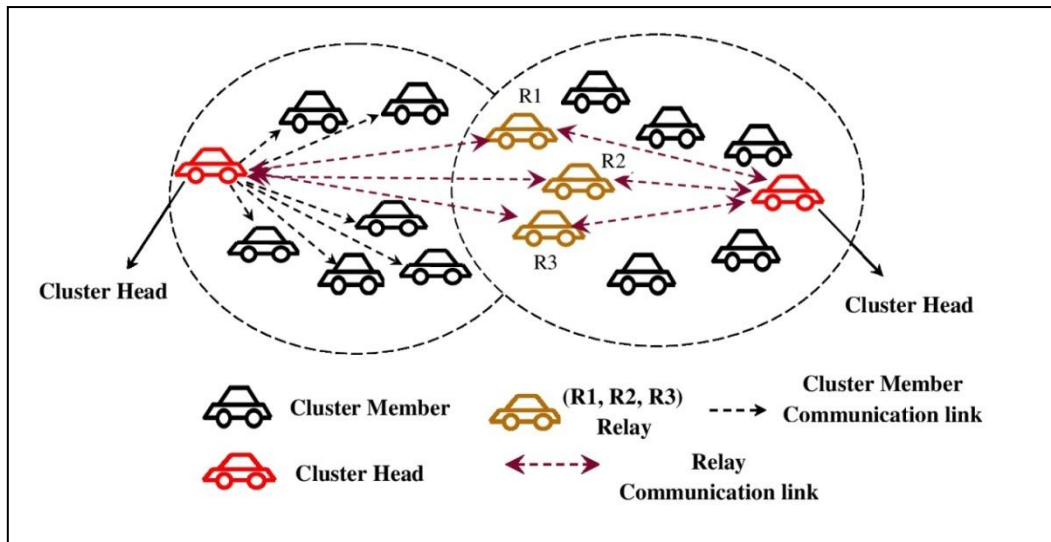 R1
R2
R3
Cluster Head
Cluster Head
Cluster Member
(R1, R2, R3)
Relay
Cluster Member
Communication link
Cluster Head
Relay
Communication link